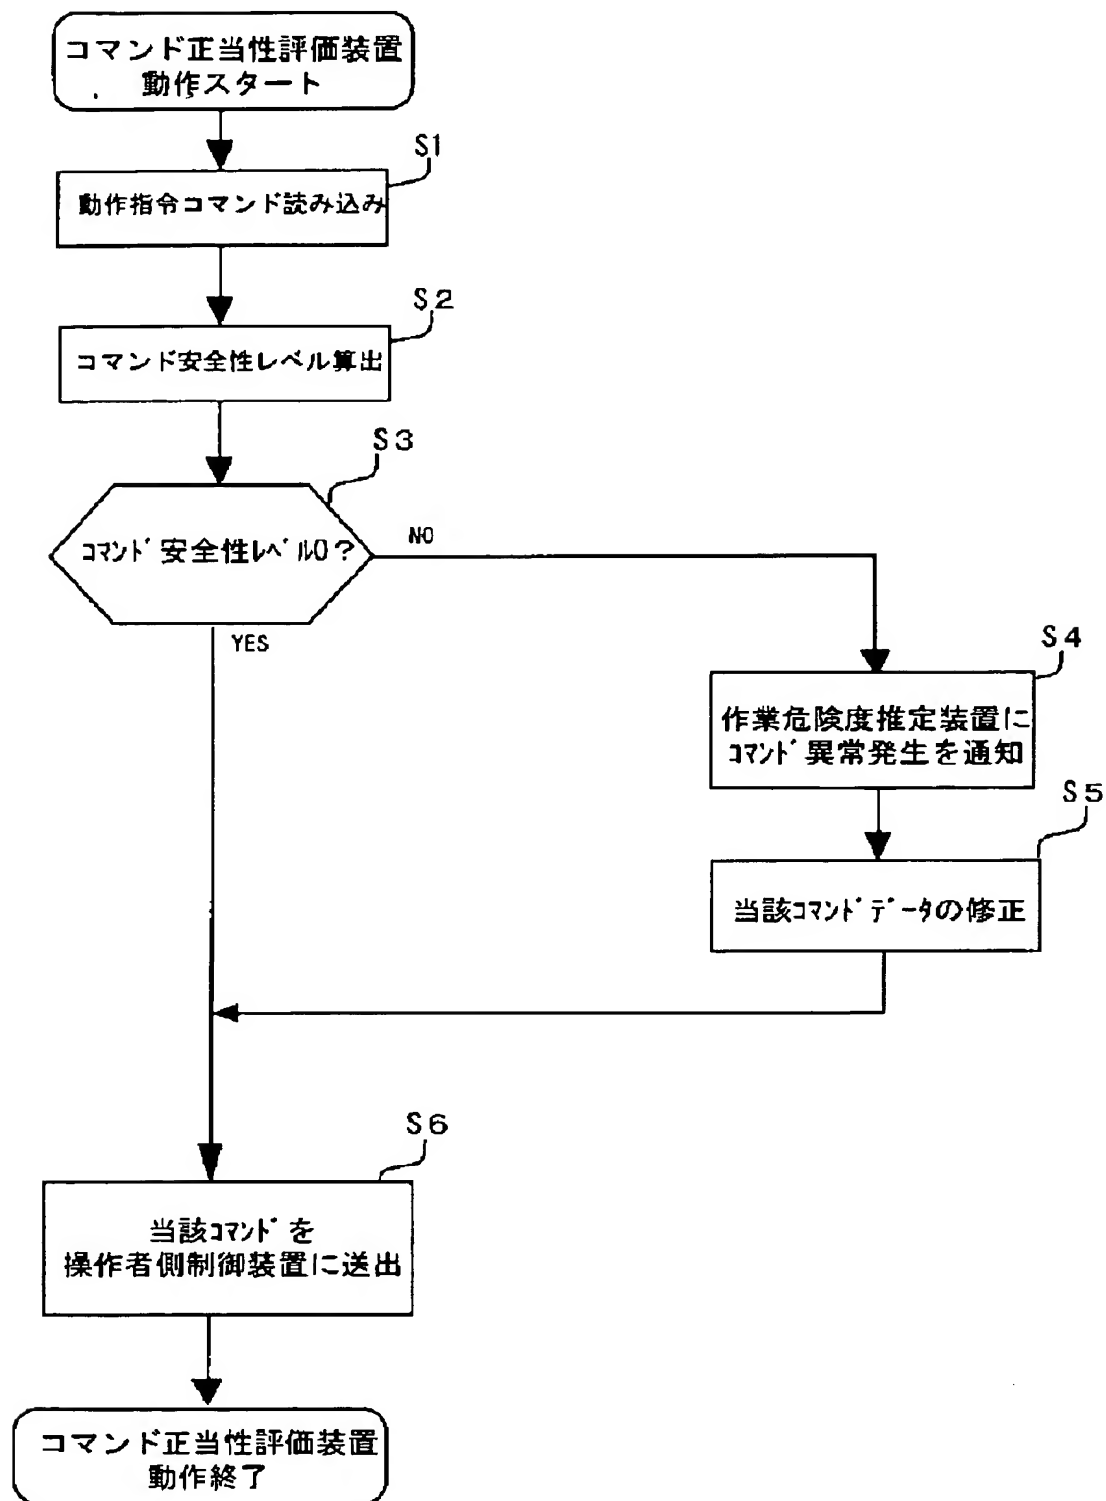 コマンド正当性評価装置
動作スタート
S1
動作指令コマンド読み込み
S2
コマンド安全性レベル算出
S3
ｺﾏﾝﾄﾞ安全性ﾚﾍﾞﾙ0？
NO
YES
S4
作業危険度推定装置に
ｺﾏﾝﾄﾞ異常発生を通知
S5
当該ｺﾏﾝﾄﾞﾃﾞｰﾀの修正
S6
当該ｺﾏﾝﾄﾞを
操作者側制御装置に送出
コマンド正当性評価装置
動作終了